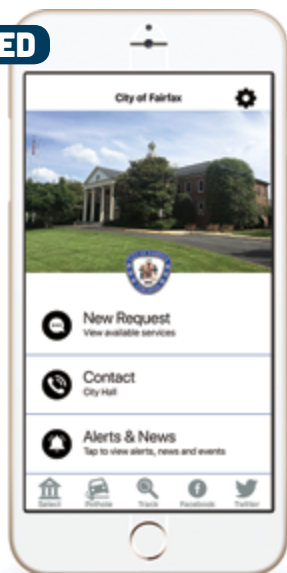 ED
City of Fairfax
New Request
View available services
Contact
City Hall
Alerts & News
Tap to view alerts, news and events
Select
Pothole
Track
Facebook
Twitter